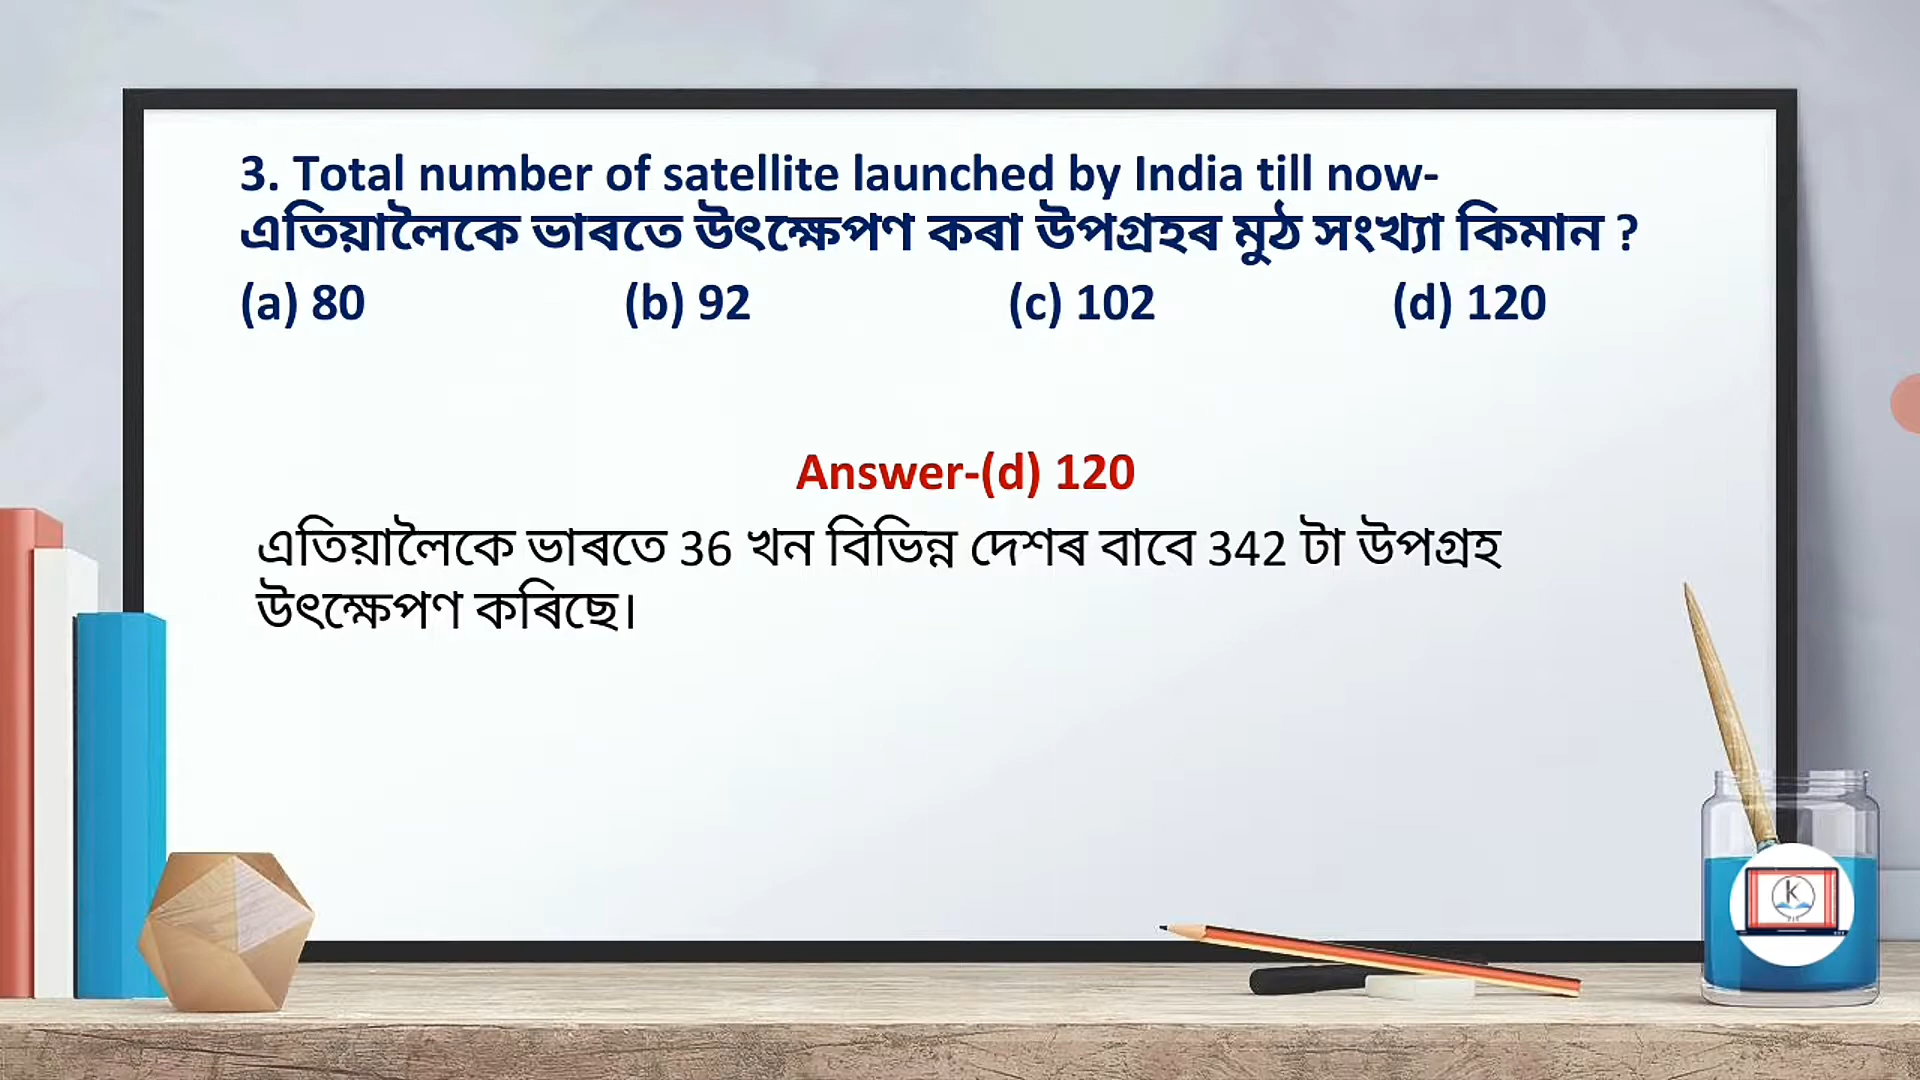 3. Total number of satellite launched by India till now-
এতিয়ালৈকে ভাৰতে উৎক্ষেপণ কৰা উপগ্ৰহৰ মুঠ সংখ্যা কিমান ?
(a) 80 (b) 92 (c) 102 (d) 120
Answer-(d) 120
এতিয়ালৈকে ভাৰতে 36 খন বিভিন্ন দেশৰ বাবে 342 টা উপগ্ৰহ
উৎক্ষেপণ কৰিছে।
K